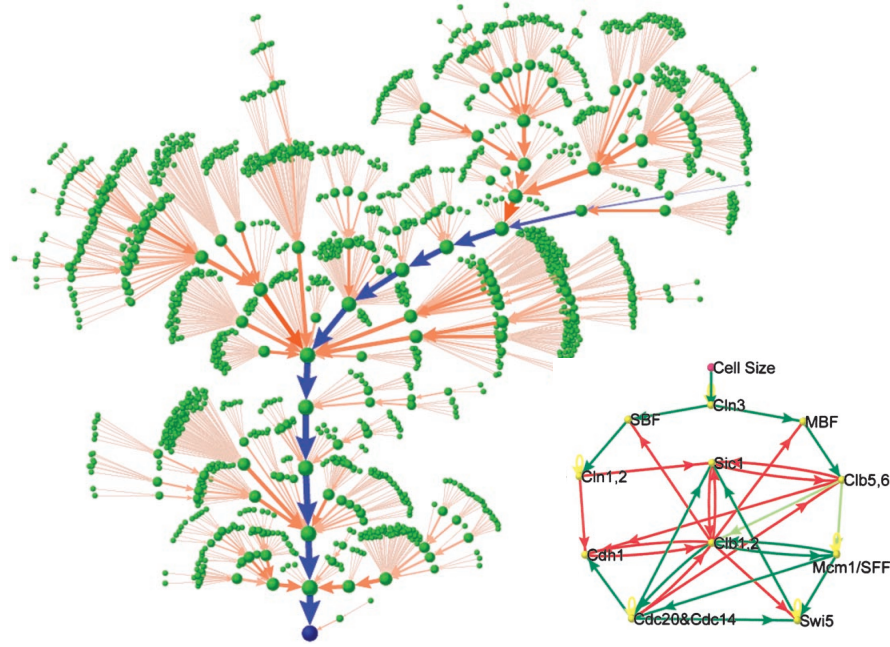 Cell Size
Cln3
SBF
MBF
Sic1
Cln1,2
Clb5,6
Clb1,2
Cdh1
Mcm1/SFF
Cdc20&Cdc14
Swi5